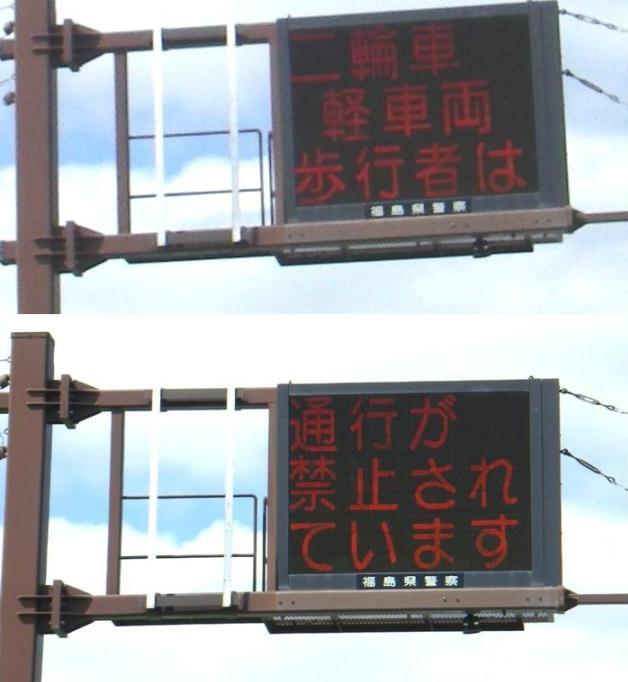 二輪車
軽車両
歩行者は
福島県警察
通行が
禁止され
ています
福島県警察